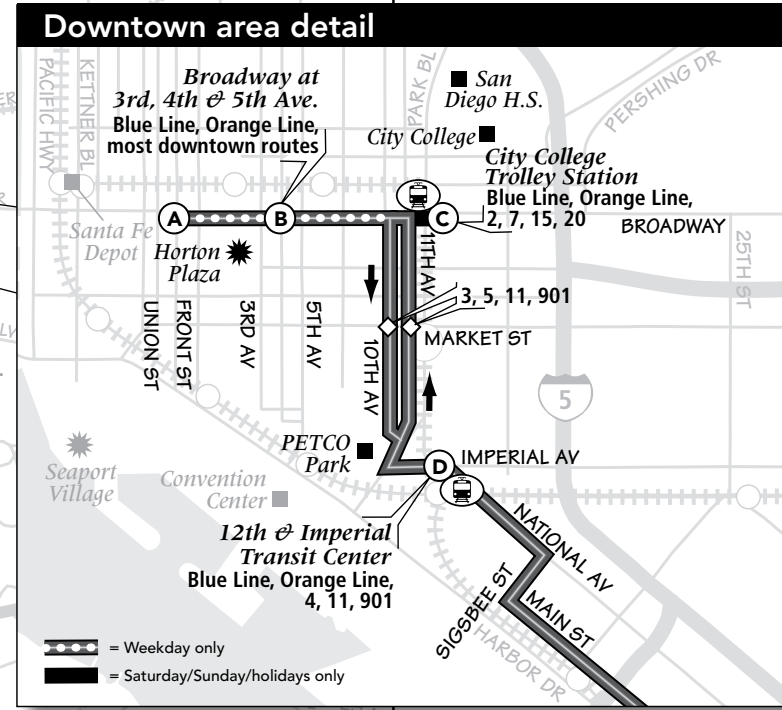 Downtown area detail
PACIFIC HWY
KETTNER BL
Broadway at
3rd, 4th & 5th Ave.
Blue Line, Orange Line,
most downtown routes
PARK BL
San
Diego H.S.
City College
PERSHING DR
City College
Trolley Station
Blue Line, Orange Line,
2, 7, 15, 20
BROADWAY
A
B
C
Santa Fe
Depot
Horton
Plaza
11TH AV
25TH ST
3, 5, 11, 901
MARKET ST
UNION ST
FRONT ST
3RD AV
5TH AV
10TH AV
5
PETCO
Park
D
IMPERIAL AV
Seaport
Village
Convention
Center
12th & Imperial
Transit Center
Blue Line, Orange Line,
4, 11, 901
NATIONAL AV
SIGSBEE ST
MAIN ST
HARBOR DR
= Weekday only
= Saturday/Sunday/holidays only